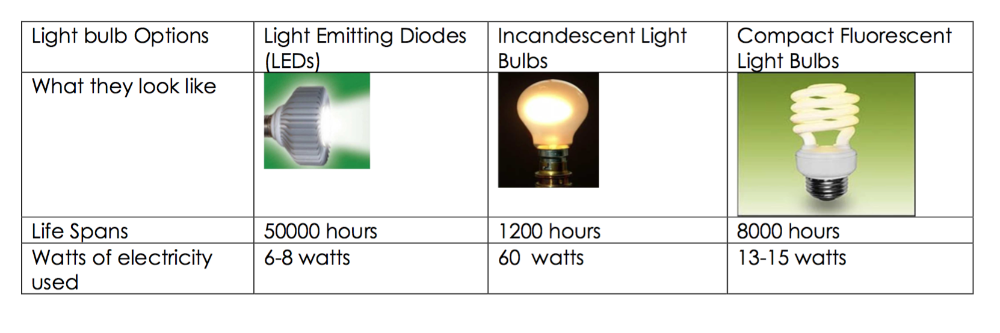 Light bulb Options
Light Emitting Diodes
(LEDs)
Incandescent Light
Bulbs
Compact Fluorescent
Light Bulbs
What they look like
Life Spans
50000 hours
1200 hours
8000 hours
Watts of electricity
used
6-8 watts
60  watts
13-15 watts